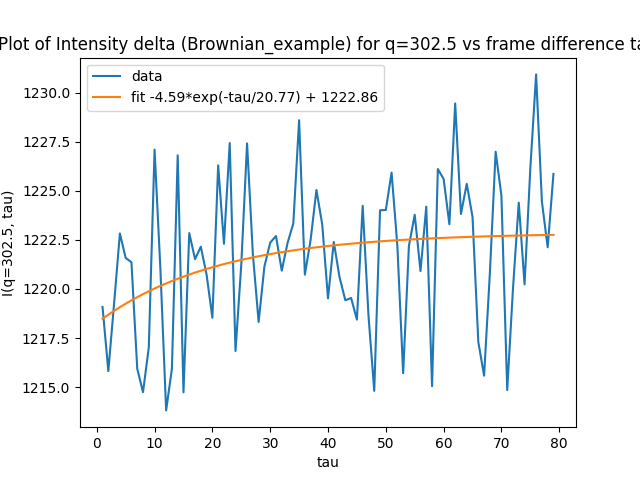 Plot of Intensity delta (Brownian_example) for q=302.5 vs frame difference ta
data
fit -4.59*exp(-tau/20.77) + 1222.86
I(q=302.5, tau)
1230.0
1227.5
1225.0
1222.5
1220.0
1217.5
1215.0
0 10 20 30 40 50 60 70 80
tau